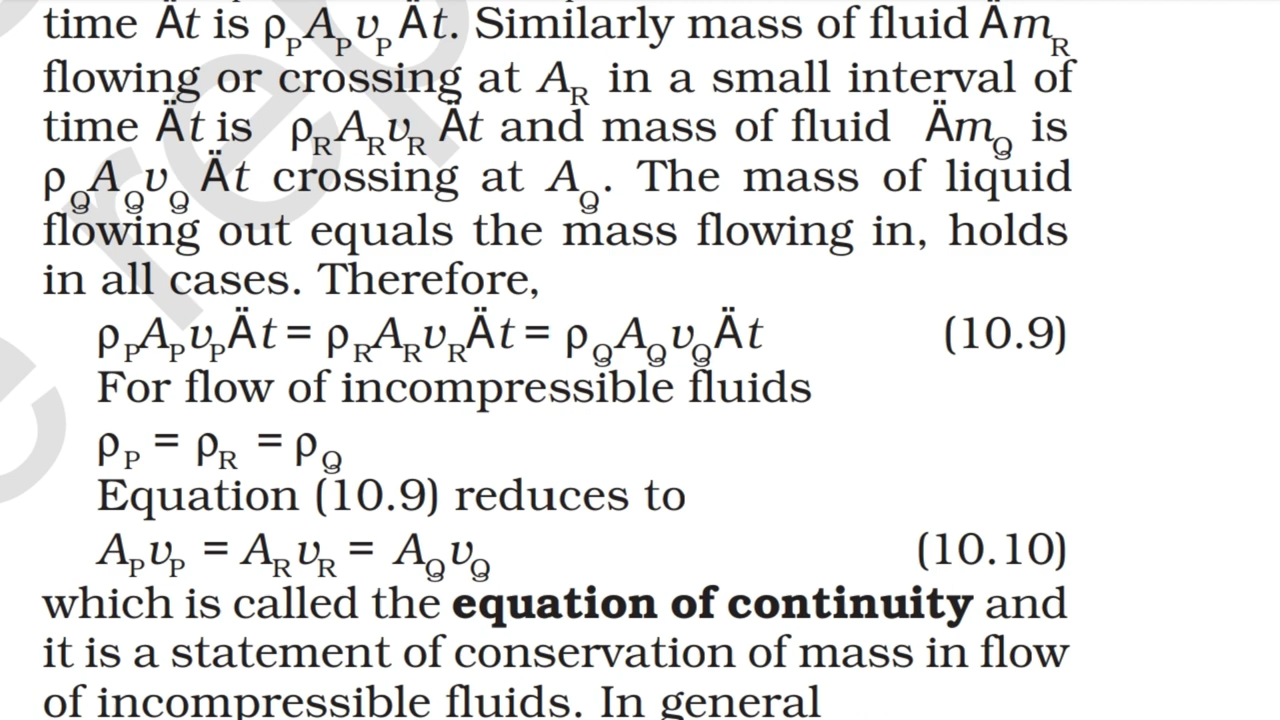 time Ät is ρPAPvP Ät. Similarly mass of fluid ÄmR
flowing or crossing at AR in a small interval of
time Ät is ρRARvR Ät and mass of fluid ÄmQ is
ρQAQvQ Ät crossing at AQ. The mass of liquid
flowing out equals the mass flowing in, holds
in all cases. Therefore,
ρPAPvPÄt = ρRARvRÄt = ρQAQvQÄt (10.9)
For flow of incompressible fluids
ρP = ρR = ρQ
Equation (10.9) reduces to
APvP = ARvR = AQvQ (10.10)
which is called the equation of continuity and
it is a statement of conservation of mass in flow
of incompressible fluids. In general